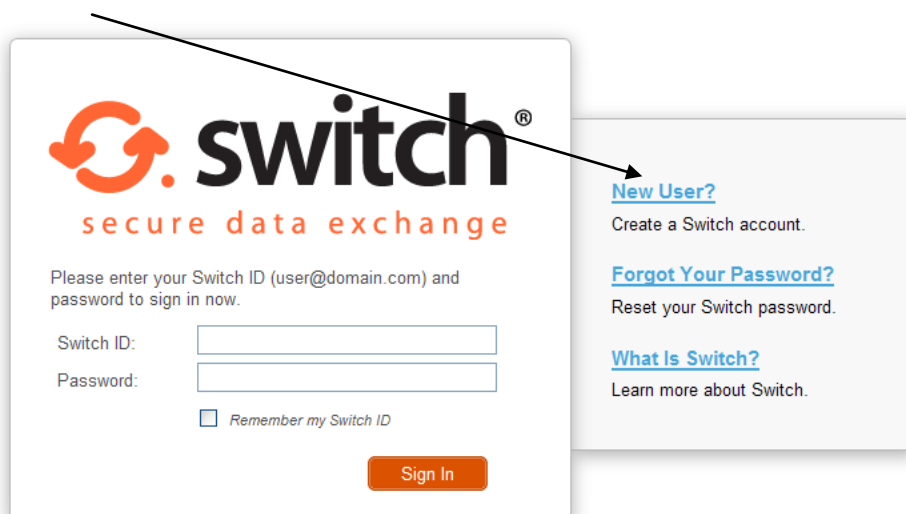 .switch®
secure data exchange
Please enter your Switch ID (user@domain.com) and
password to sign in now.
Switch ID:
Password:
Remember my Switch ID
Sign In
New User?
Create a Switch account.
Forgot Your Password?
Reset your Switch password.
What Is Switch?
Learn more about Switch.